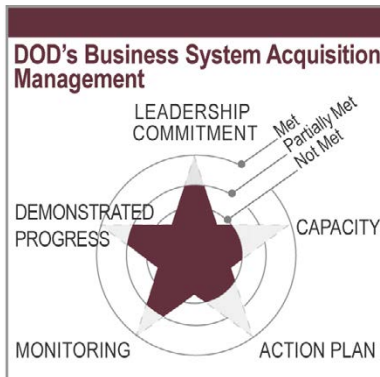 DOD's Business System Acquisition
Management
LEADERSHIP
COMMITMENT
Met
Partially Met
Not Met
DEMONSTRATED
PROGRESS
CAPACITY
MONITORING
ACTION PLAN